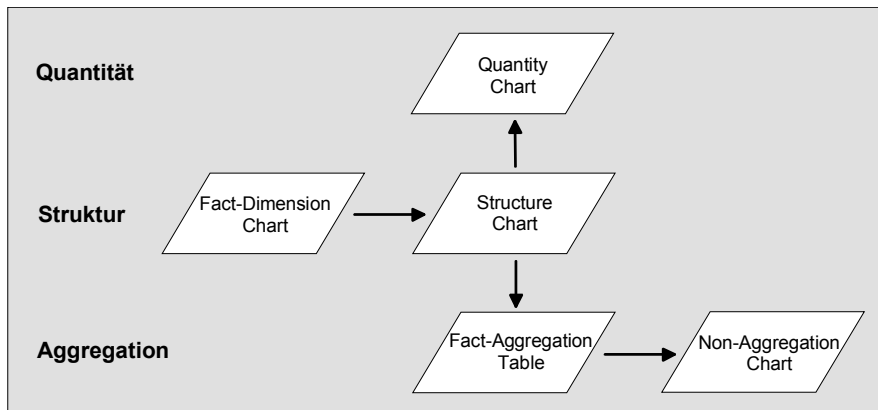 Quantität
Quantity
Chart
Struktur
Fact-Dimension
Chart
Structure
Chart
Aggregation
Fact-Aggregation
Table
Non-Aggregation
Chart